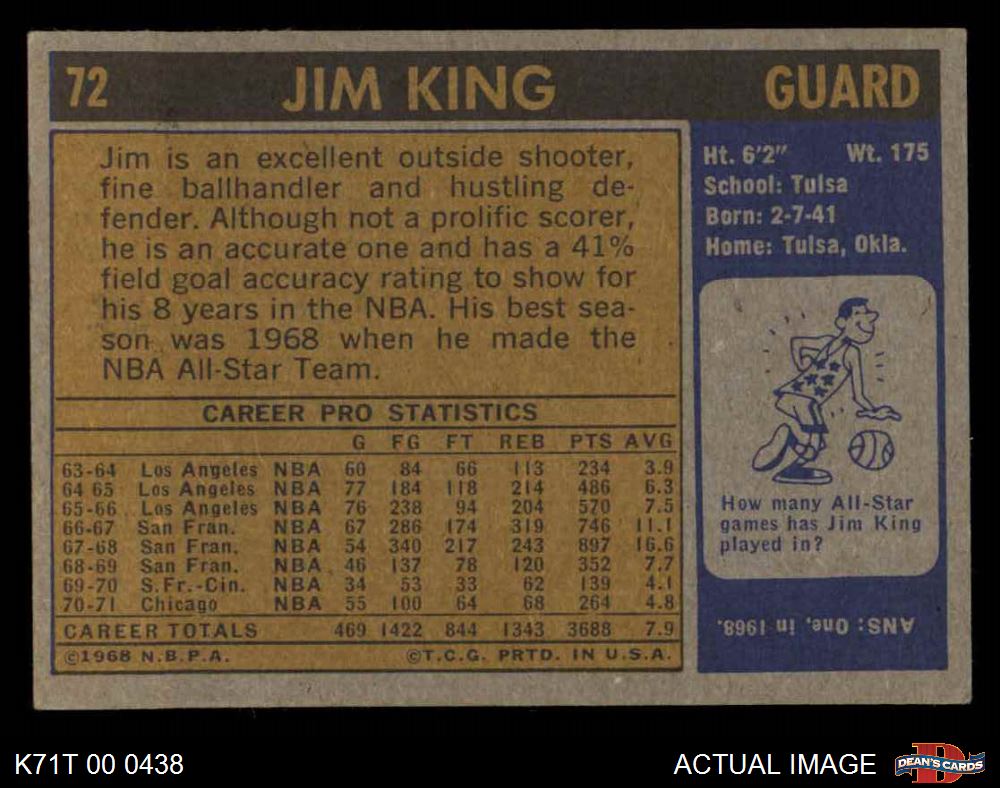 72 JIM KING GUARD
Jim is an excellent outside shooter,
fine ballhandler and hustling de-
fender. Although not a prolific scorer,
he is an accurate one and has a 41%
field goal accuracy rating to show for
his 8 years in the NBA. His best sea-
son was 1968 when he made the
NBA All-Star Team.
CAREER PRO STATISTICS
G FG FT REB PTS AVG
63-64 Los Angeles NBA 60 84 66 113 234 3.9
64 65 Los Angeles NBA 77 184 118 214 486 6.3
65-66 Los Angeles NBA 76 238 94 204 570 7.5
66-67 San Fran. NBA 67 286 174 319 746 11.1
67-68 San Fran. NBA 54 340 217 243 897 16.6
68-69 San Fran. NBA 46 137 78 120 352 7.7
69-70 S.Fr.-Cin. NBA 34 53 33 62 139 4.1
70-71 Chicago NBA 55 100 64 68 264 4.8
CAREER TOTALS 469 1422 844 1343 3688 7.9
©1968 N.B.P.A. ©T.C.G. PRTD. IN U.S.A.
Ht. 6'2" Wt. 175
School: Tulsa
Born: 2-7-41
Home: Tulsa, Okla.
How many All-Star
games has Jim King
played in?
ANS: One, in 1968.
K71T 00 0438 ACTUAL IMAGE
D
DEAN'S CARDS